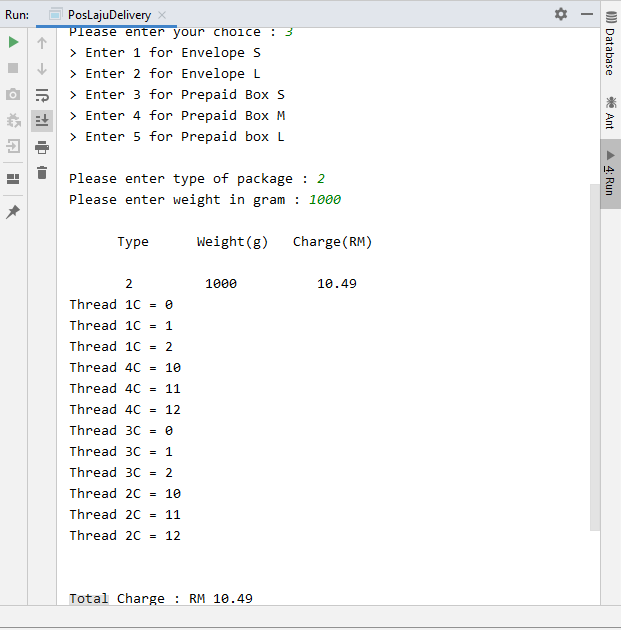 Run: PosLajuDelivery
Please enter your choice : 3
> Enter 1 for Envelope S
> Enter 2 for Envelope L
> Enter 3 for Prepaid Box S
> Enter 4 for Prepaid Box M
> Enter 5 for Prepaid box L
Please enter type of package : 2
Please enter weight in gram : 1000
Type Weight(g) Charge(RM)
2 1000 10.49
Thread 1C = 0
Thread 1C = 1
Thread 1C = 2
Thread 4C = 10
Thread 4C = 11
Thread 4C = 12
Thread 3C = 0
Thread 3C = 1
Thread 3C = 2
Thread 2C = 10
Thread 2C = 11
Thread 2C = 12
Total Charge : RM 10.49
Database
Ant
4: Run